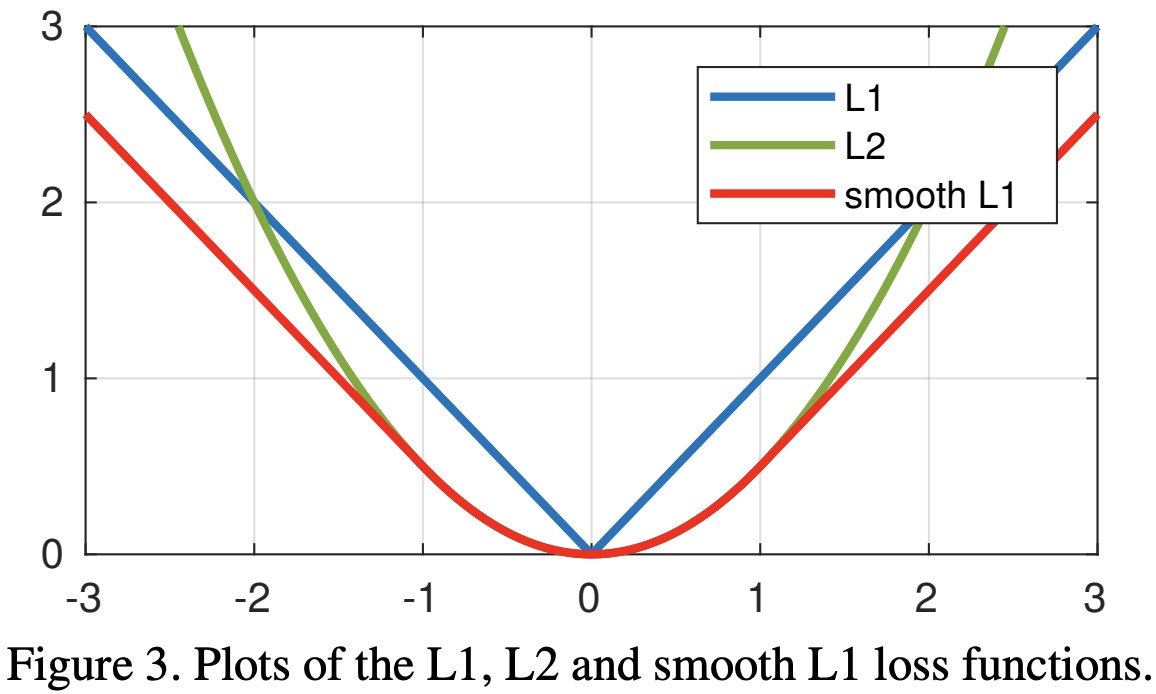 3
2
1
0
-3 -2 -1 0 1 2 3
L1
L2
smooth L1
Figure 3. Plots of the L1, L2 and smooth L1 loss functions.